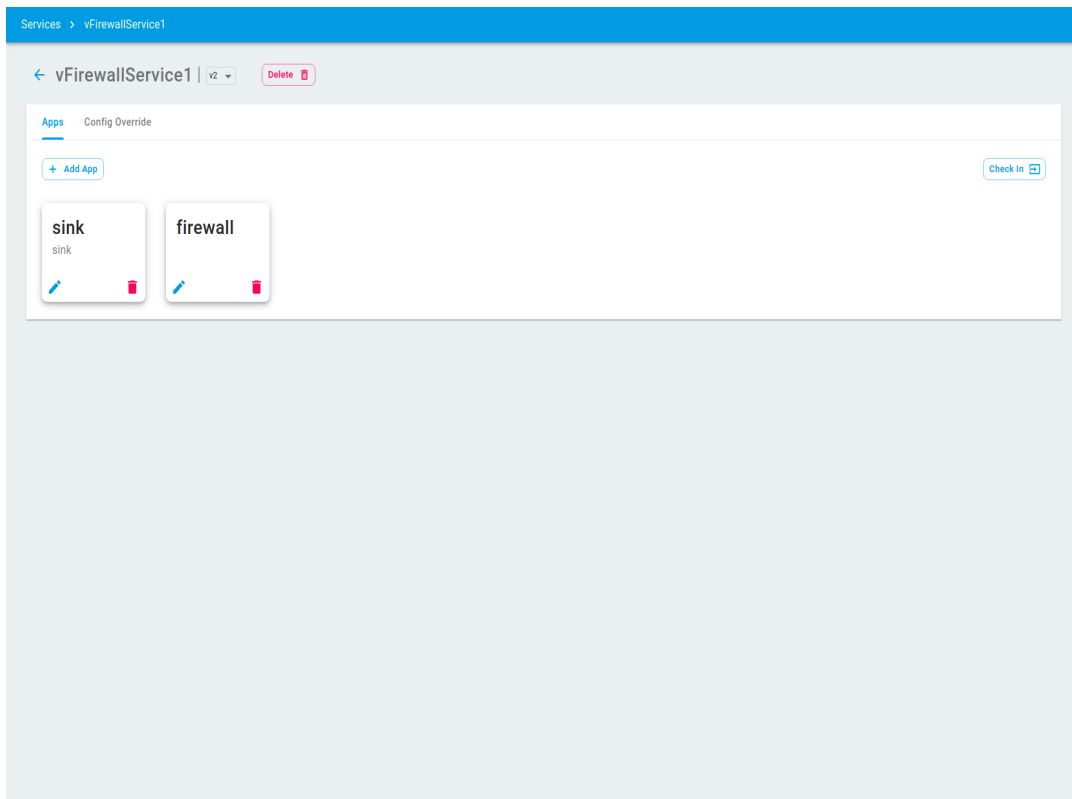 Services > vFirewallService1
vFirewallService1 | v2 Delete
Apps Config Override
+ Add App Check In
sink firewall
sink